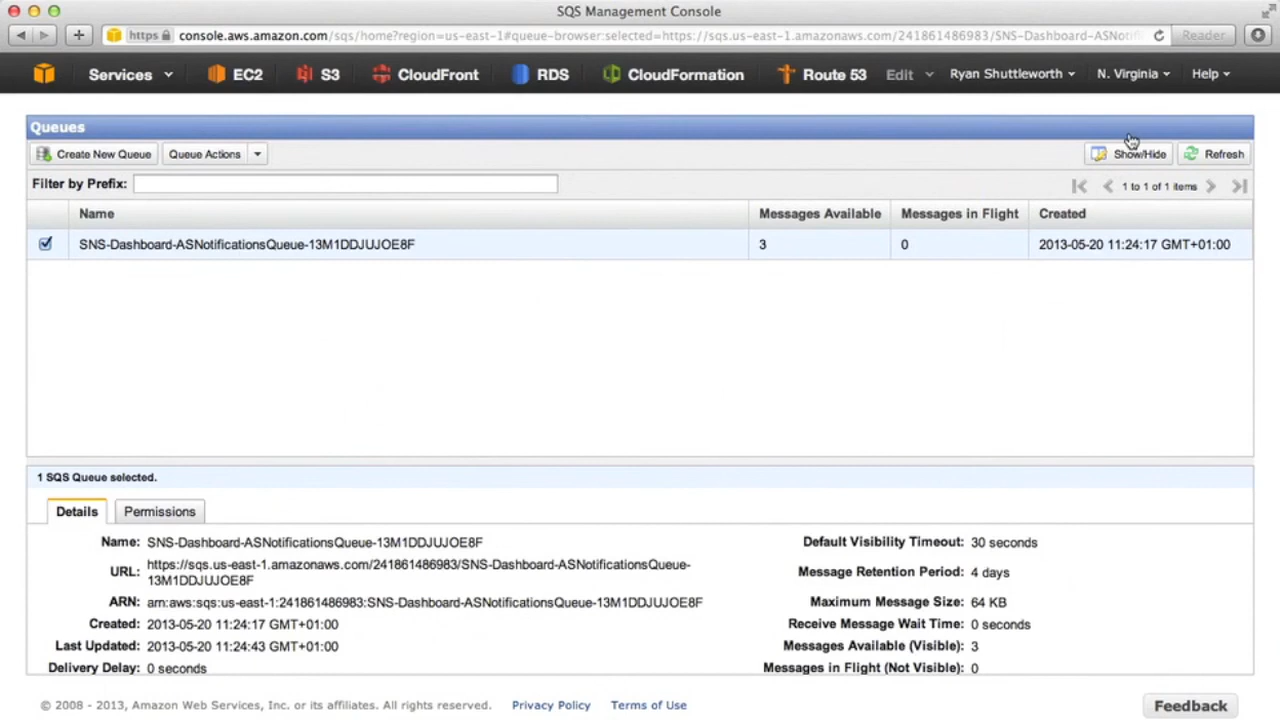 SQS Management Console
https console.aws.amazon.com/sqs/home?region=us-east-1#queue-browser:selected=https://sqs.us-east-1.amazonaws.com/241861486983/SNS-Dashboard-ASNotif Reader
Services EC2 S3 CloudFront RDS CloudFormation Route 53 Edit Ryan Shuttleworth N. Virginia Help
Queues
Create New Queue Queue Actions Show/Hide Refresh
Filter by Prefix: 1 to 1 of 1 items
Name Messages Available Messages in Flight Created
SNS-Dashboard-ASNotificationsQueue-13M1DDJUJOE8F 3 0 2013-05-20 11:24:17 GMT+01:00
1 SQS Queue selected.
Details Permissions
Name: SNS-Dashboard-ASNotificationsQueue-13M1DDJUJOE8F Default Visibility Timeout: 30 seconds
URL: https://sqs.us-east-1.amazonaws.com/241861486983/SNS-Dashboard-ASNotificationsQueue-
13M1DDJUJOE8F Message Retention Period: 4 days
ARN: arn:aws:sqs:us-east-1:241861486983:SNS-Dashboard-ASNotificationsQueue-13M1DDJUJOE8F Maximum Message Size: 64 KB
Created: 2013-05-20 11:24:17 GMT+01:00 Receive Message Wait Time: 0 seconds
Last Updated: 2013-05-20 11:24:43 GMT+01:00 Messages Available (Visible): 3
Delivery Delay: 0 seconds Messages in Flight (Not Visible): 0
© 2008 - 2013, Amazon Web Services, Inc. or its affiliates. All rights reserved. Privacy Policy Terms of Use Feedback